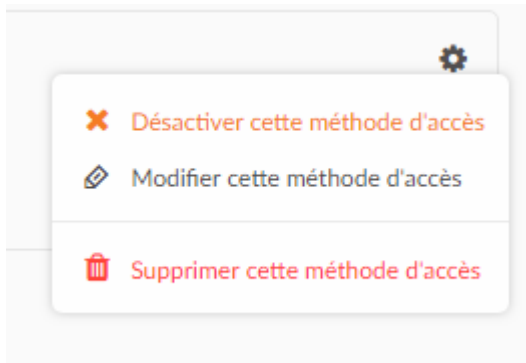 Désactiver cette méthode d'accès
Modifier cette méthode d'accès
Supprimer cette méthode d'accès